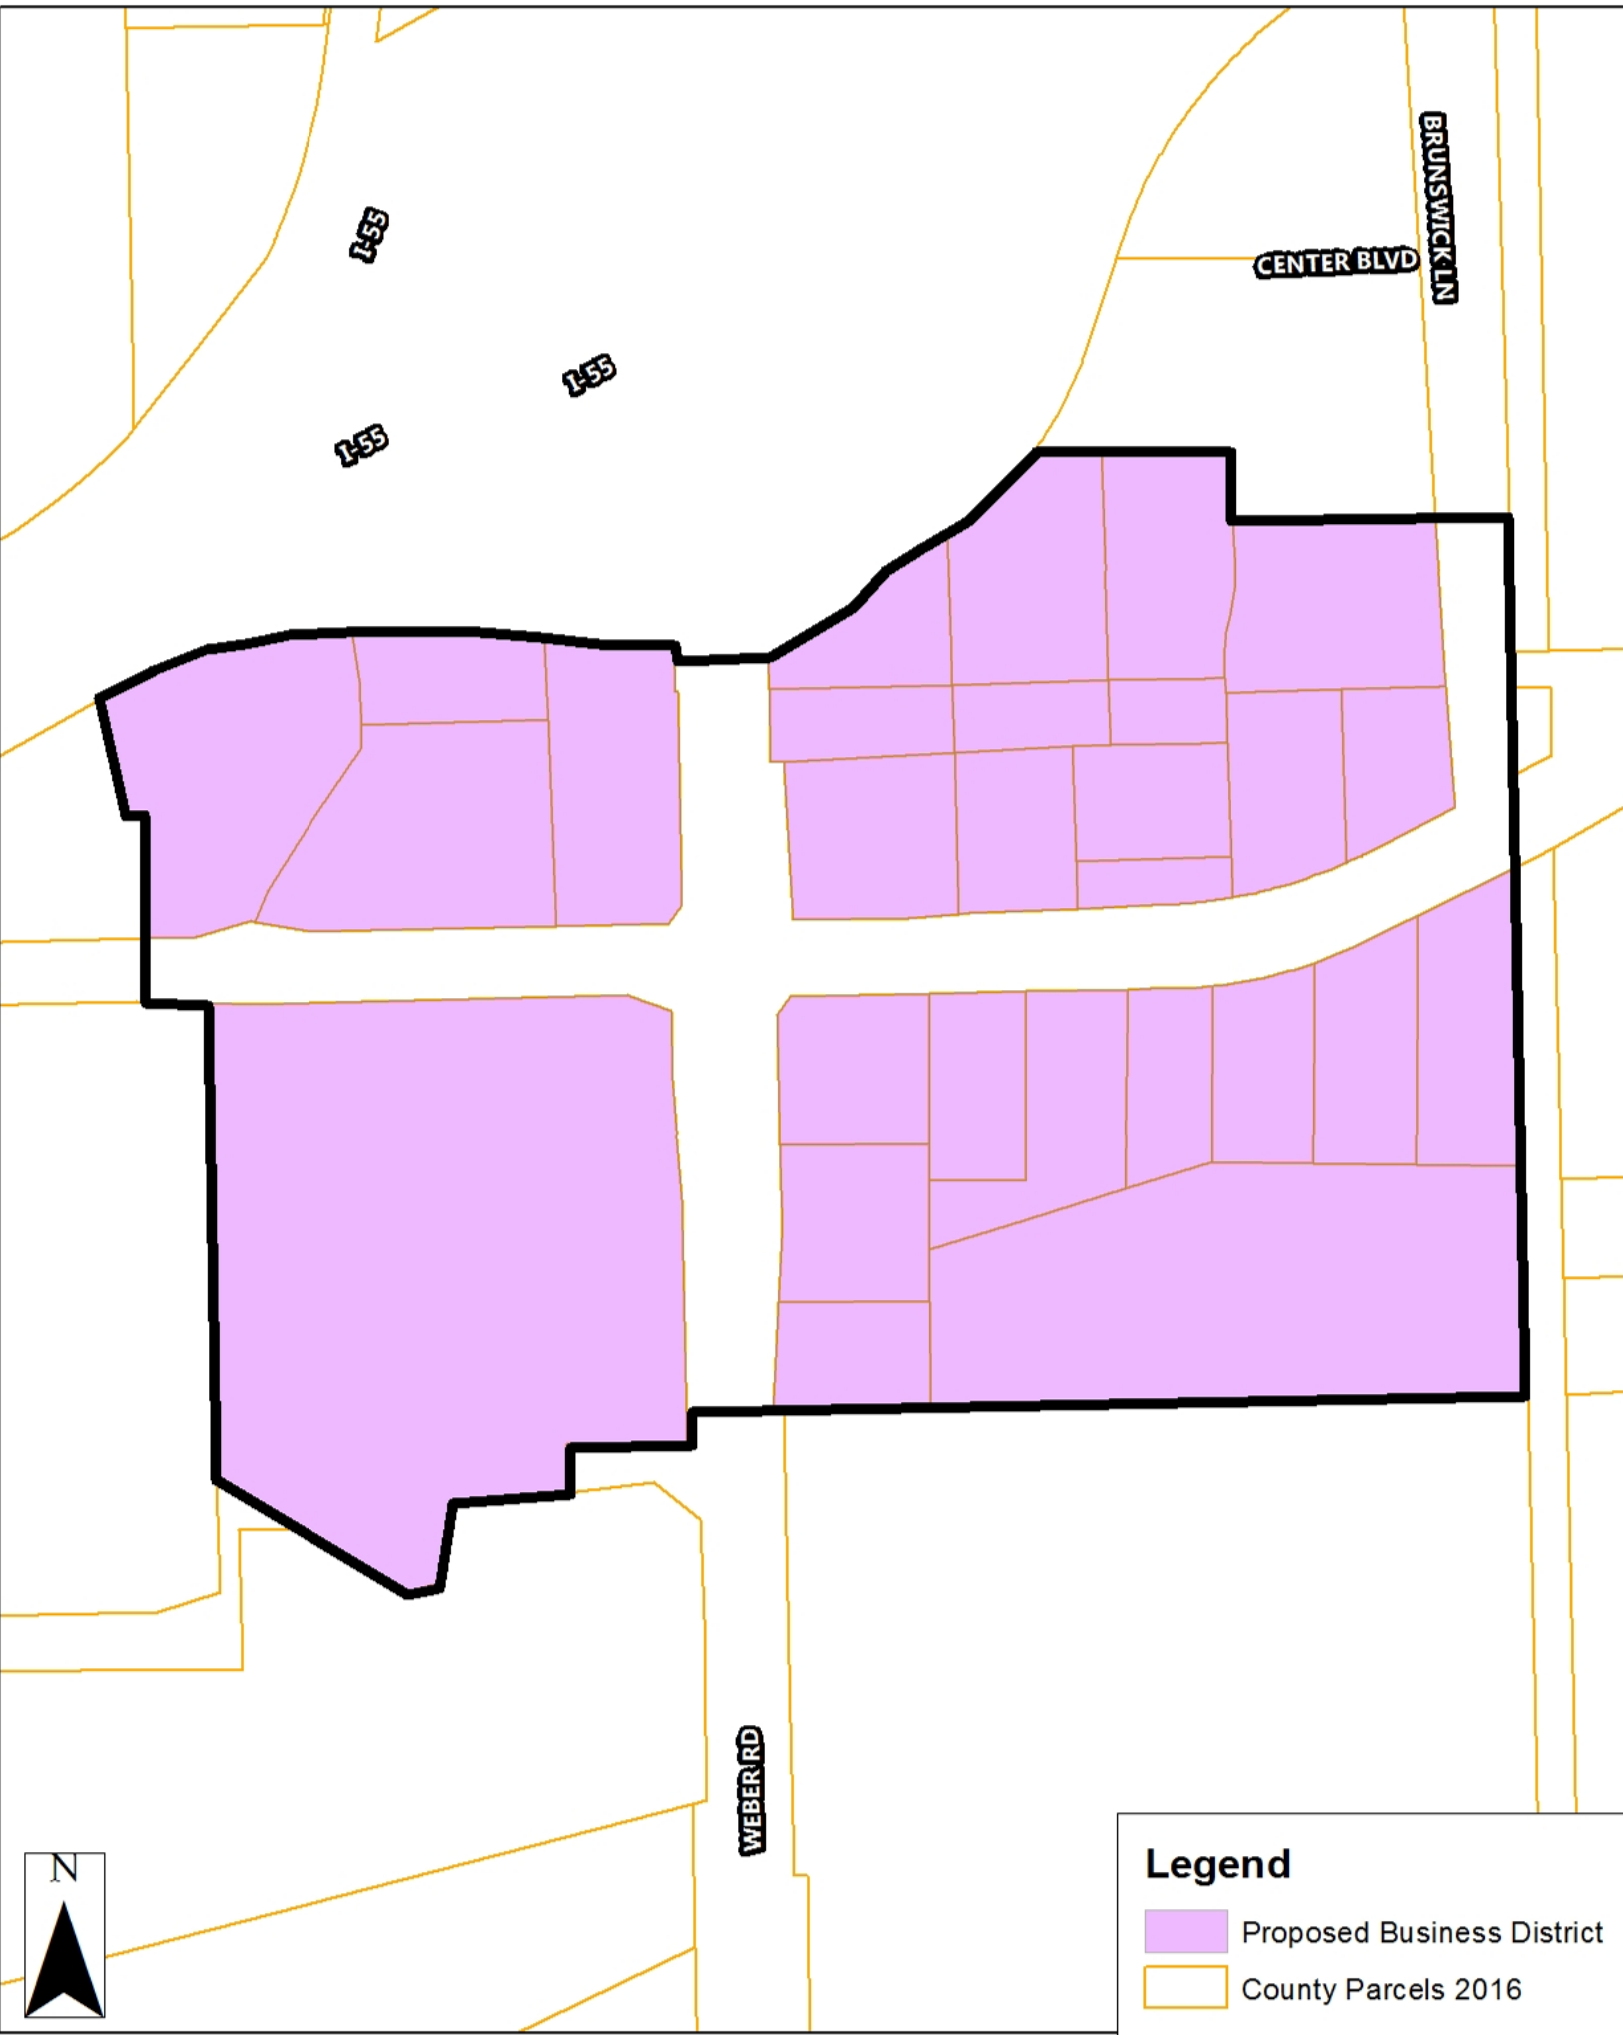 BRUNSWICK LN
I-55
CENTER BLVD
I-55
I-55
WEBER RD
N
Legend
Proposed Business District
County Parcels 2016